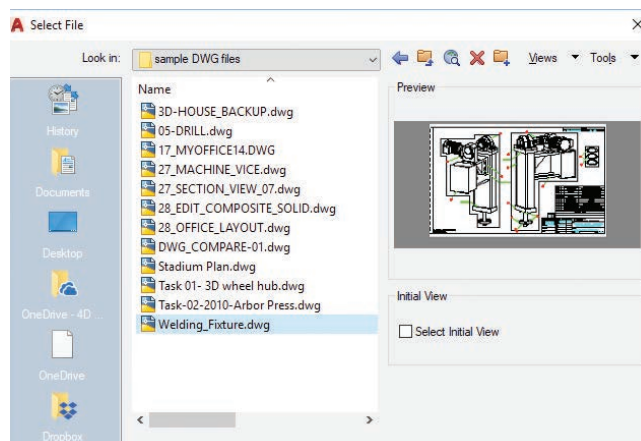 Select File
Look in:
sample DWG files
Views
Tools
Name
Preview
History
Documents
Desktop
OneDrive - 4D ...
OneDrive
Dropbox
3D-HOUSE_BACKUP.dwg
05-DRILL.dwg
17_MYOFFICE14.DWG
27_MACHINE_VICE.dwg
27_SECTION_VIEW_07.dwg
28_EDIT_COMPOSITE_SOLID.dwg
28_OFFICE_LAYOUT.dwg
DWG_COMPARE-01.dwg
Stadium Plan.dwg
Task 01- 3D wheel hub.dwg
Task-02-2010-Arbor Press.dwg
Welding_Fixture.dwg
Initial View
Select Initial View